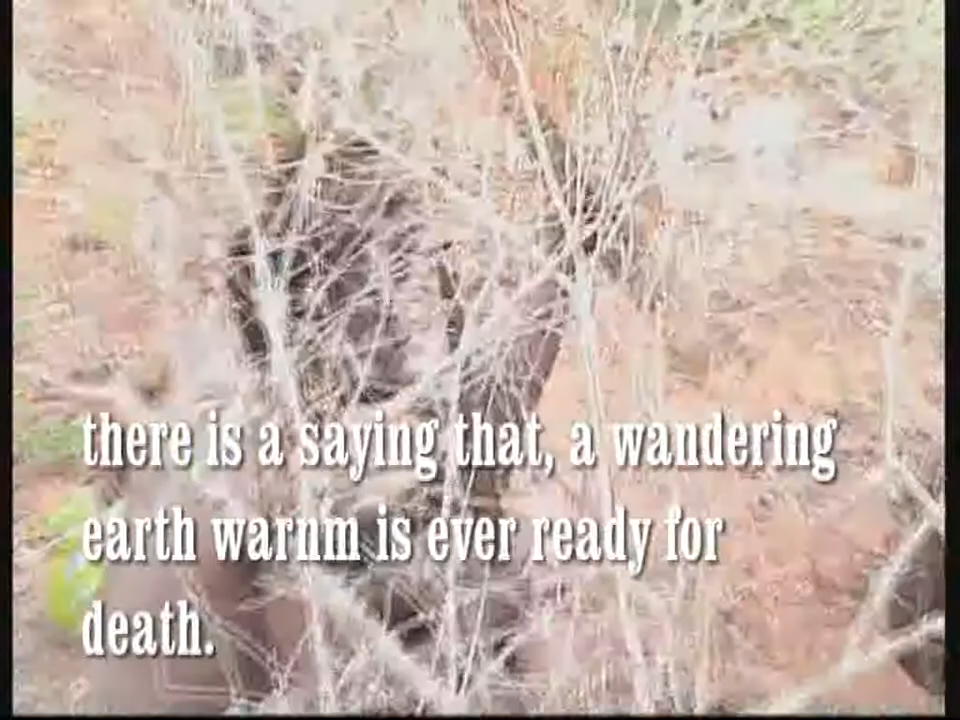 there is a saying that, a wandering
earth warnm is ever ready for
death.